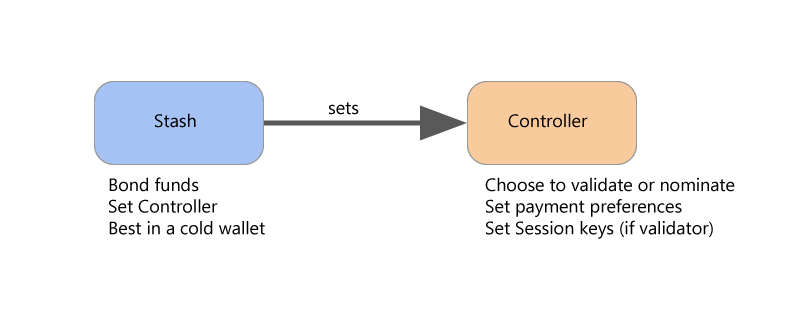 Stash
sets
Controller
Bond funds
Set Controller
Best in a cold wallet
Choose to validate or nominate
Set payment preferences
Set Session keys (if validator)